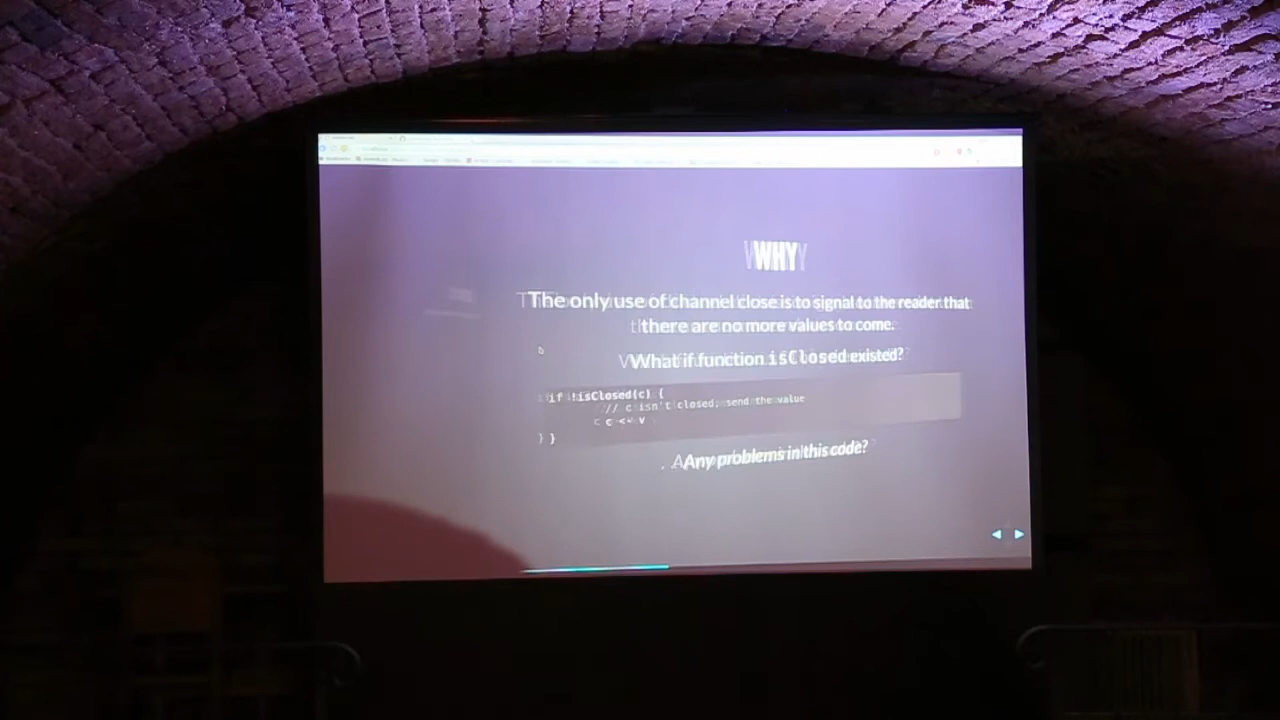 WHY
The only use of channel close is to signal to the reader that
there are no more values to come.
What if function isClosed existed?
if !isClosed(c) {
// c isn't closed, send the value
c <- v
}
Any problems in this code?